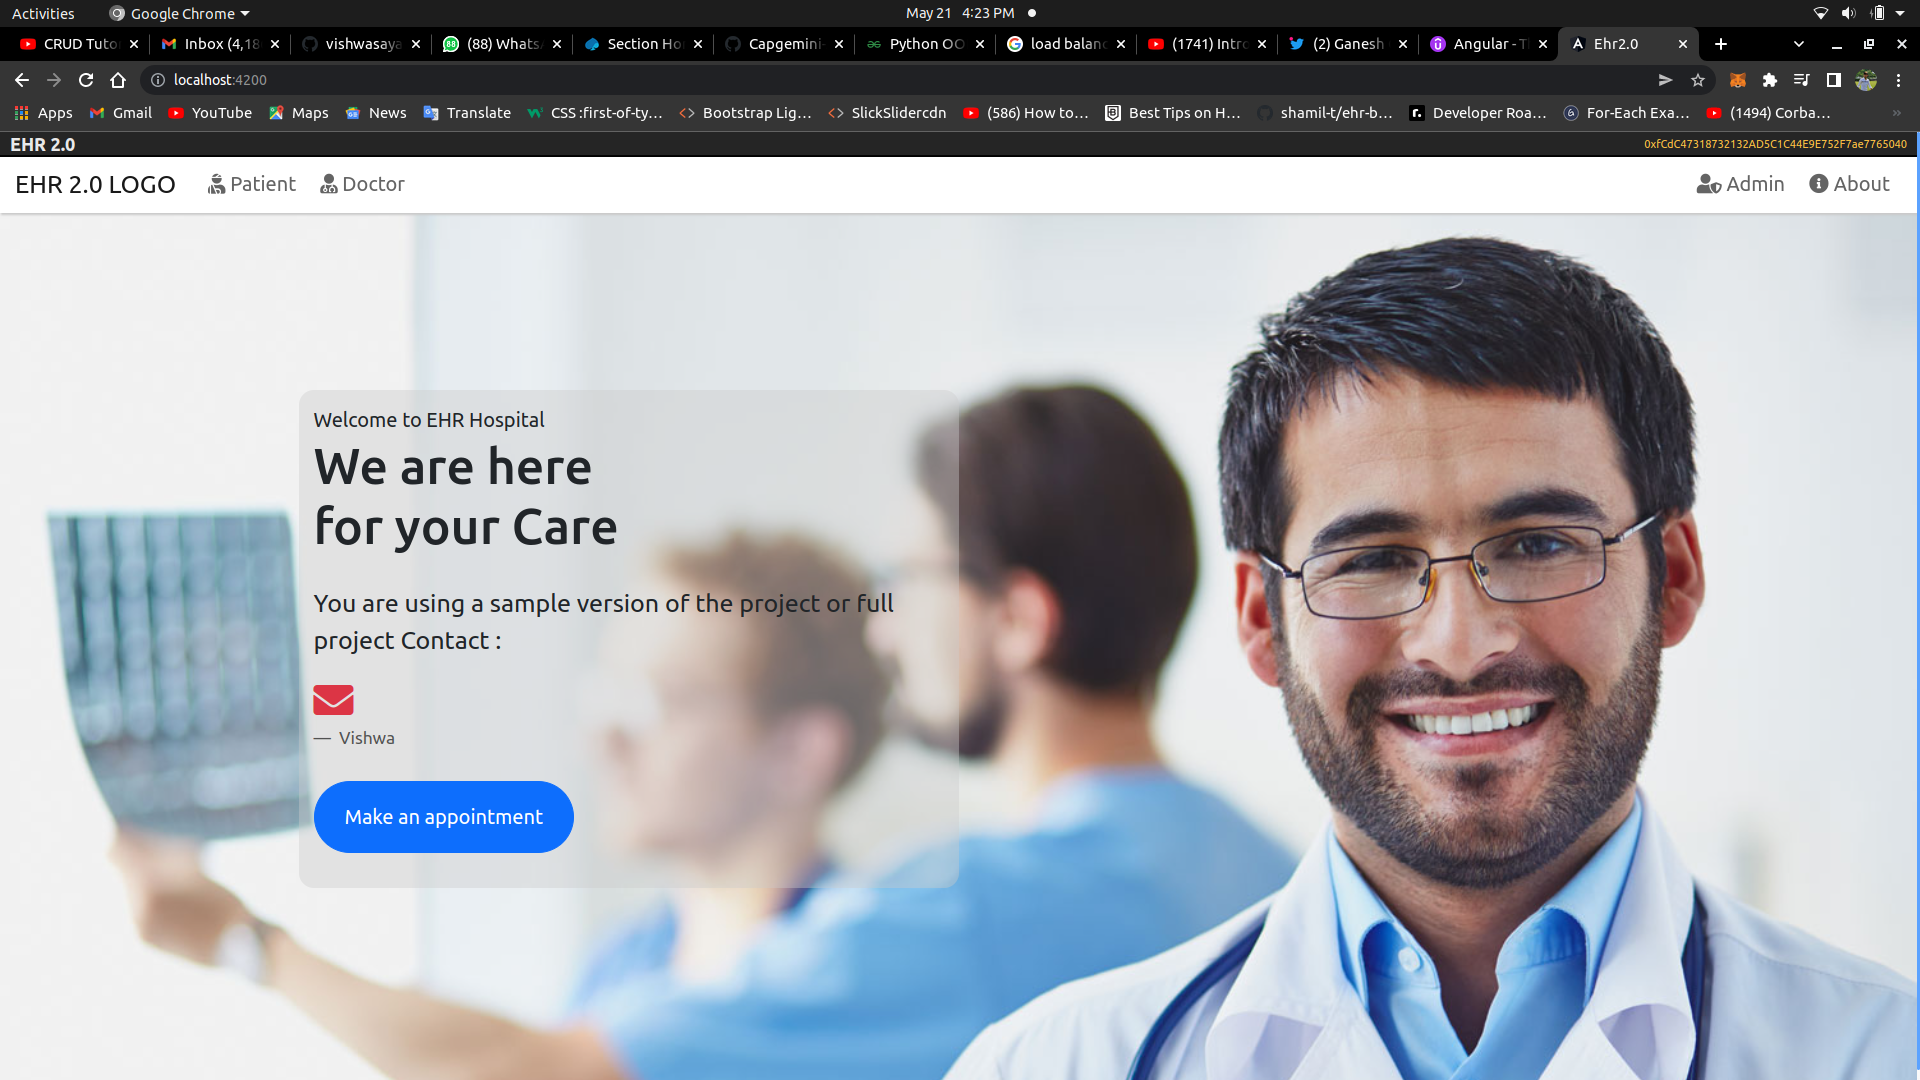 Activities
Google Chrome
May 21 4:23 PM
CRUD Tuto
Inbox (4,18
vishwasaya
(88) Whats
Section Ho
Capgemini-
Python OO
load balanc
(1741) Intro
(2) Ganesh
Angular - T
Ehr2.0
localhost:4200
Apps
Gmail
YouTube
Maps
News
Translate
CSS :first-of-ty...
Bootstrap Lig...
SlickSlidercdn
(586) How to...
Best Tips on H...
shamil-t/ehr-b...
Developer Roa...
For-Each Exa...
(1494) Corba...
EHR 2.0
0xfCdC47318732132AD5C1C44E9E752F7ae7765040
EHR 2.0 LOGO
Patient
Doctor
Admin
About
Welcome to EHR Hospital
We are here
for your Care
You are using a sample version of the project or full
project Contact :
— Vishwa
Make an appointment